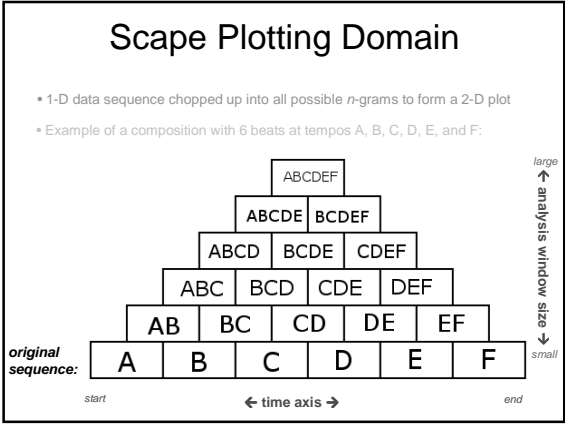 Scape Plotting Domain
• 1-D data sequence chopped up into all possible n-grams to form a 2-D plot
• Example of a composition with 6 beats at tempos A, B, C, D, E, and F:
large
ABCDEF
ABCDE BCDEF
ABCD BCDE CDEF
ABC BCD CDE DEF
AB BC CD DE EF
← analysis window size →
small
original
sequence:
A B C D E F
start ← time axis → end